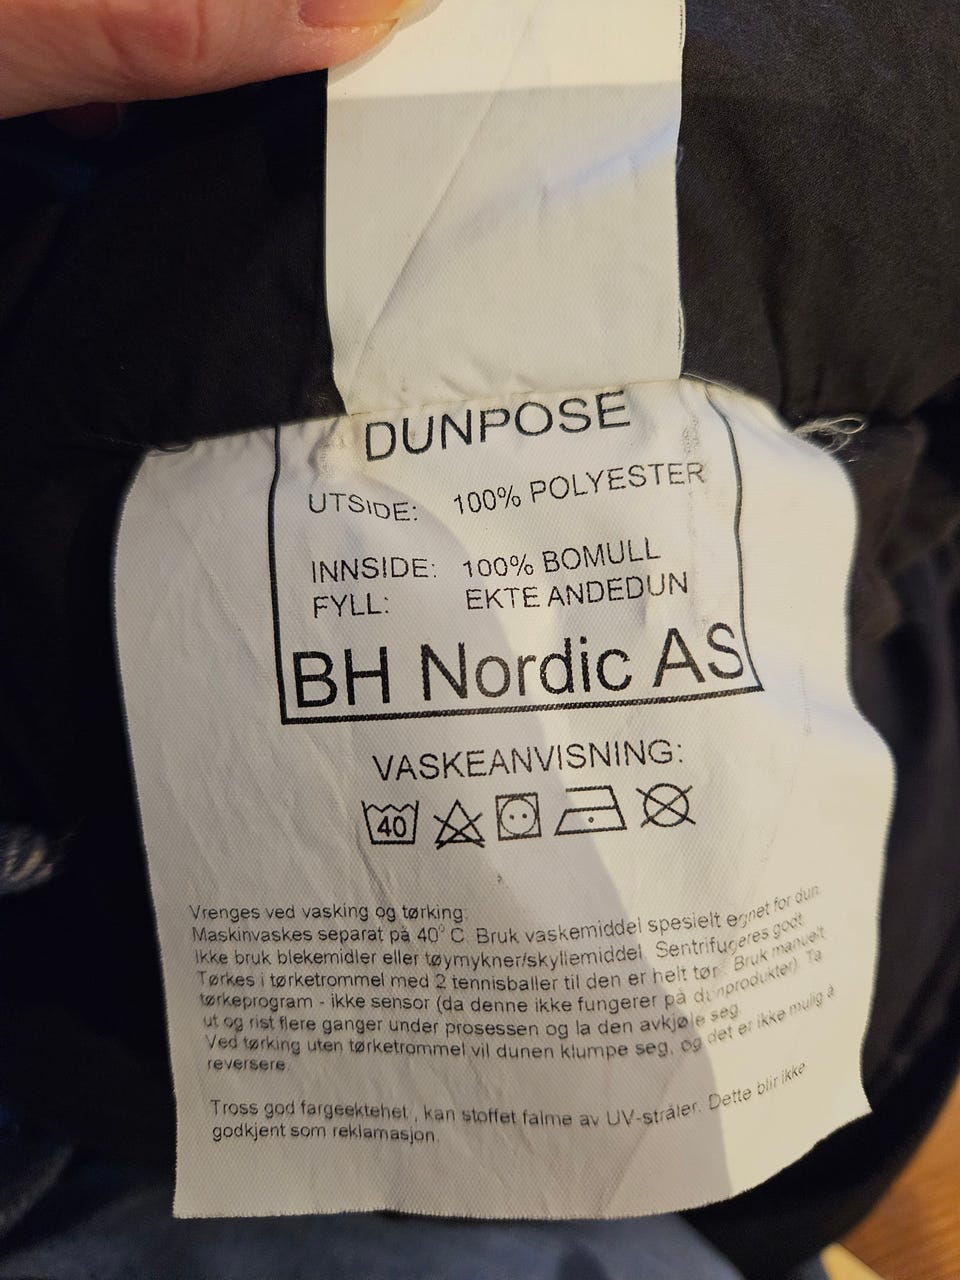 DUNPOSE
UTSIDE: 100% POLYESTER
INNSIDE: 100% BOMULL
FYLL: EKTE ANDEDUN
BH Nordic AS
VASKEANVISNING:
40
Vrenges ved vasking og tørking:
Maskinvaskes separat på 40° C. Bruk vaskemiddel spesielt egnet for dun.
Ikke bruk blekemidler eller tøymykner/skyllemiddel. Sentrifugeres godt.
Tørkes i tørketrommel med 2 tennisballer til den er helt tør. Bruk manuelt
tørkeprogram - ikke sensor (da denne ikke fungerer på dunprodukter). Ta
ut og rist flere ganger under prosessen og la den avkjøle seg.
Ved tørking uten tørketrommel vil dunen klumpe seg, og det er ikke mulig å
reversere.
Tross god fargeektehet , kan stoffet falme av UV-stråler. Dette blir ikke
godkjent som reklamasjon.